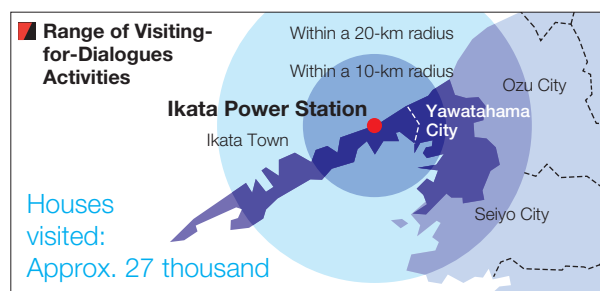 Range of Visiting-
for-Dialogues
Activities
Within a 20-km radius
Within a 10-km radius
Ikata Power Station
Ikata Town
Yawatahama
City
Ozu City
Seiyo City
Houses
visited:
Approx. 27 thousand